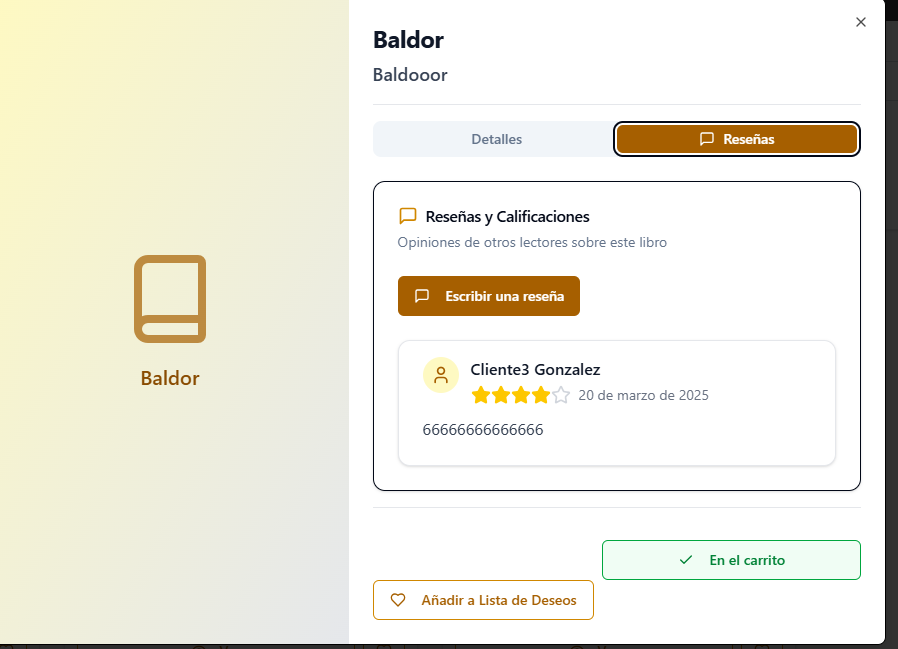 Baldor
Baldooor
Detalles
Reseñas
Reseñas y Calificaciones
Opiniones de otros lectores sobre este libro
Escribir una reseña
Cliente3 Gonzalez
20 de marzo de 2025
66666666666666
En el carrito
Añadir a Lista de Deseos
Baldor